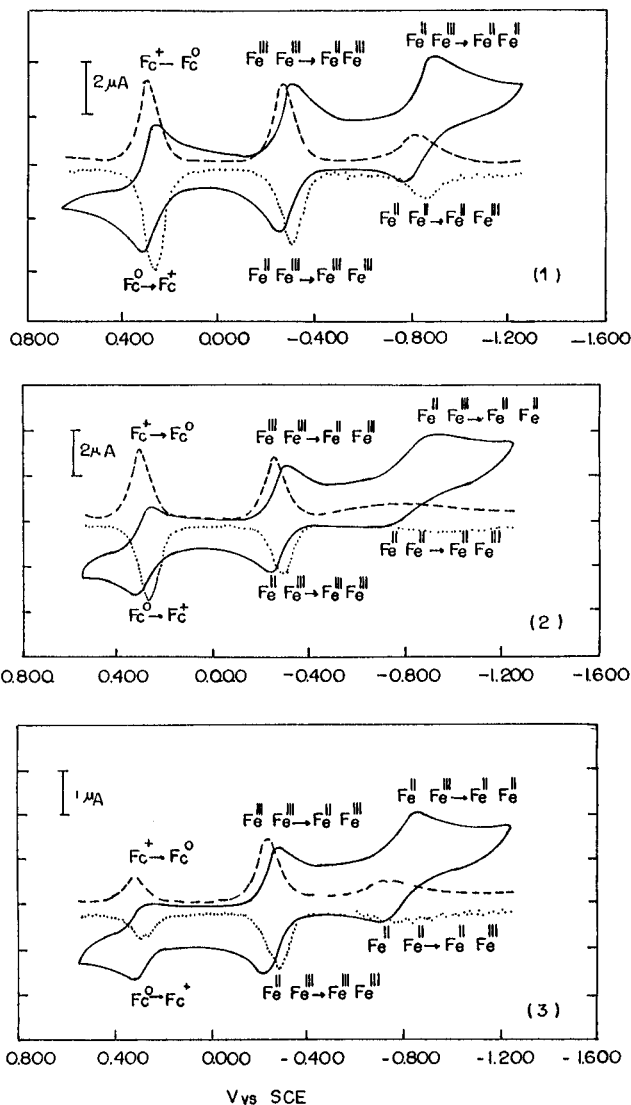 Fc⁺→Fc⁰
Feᴵᴵᴵ Feᴵᴵᴵ→Feᴵᴵ Feᴵᴵᴵ
Feᴵᴵ Feᴵᴵᴵ→Feᴵᴵ Feᴵᴵ
2 μA
Feᴵᴵ Feᴵᴵ→Feᴵᴵ Feᴵᴵᴵ
Fc⁰→Fc⁺
Feᴵᴵ Feᴵᴵᴵ→Feᴵᴵᴵ Feᴵᴵᴵ
(1)
0.800 0.400 0.000 -0.400 -0.800 -1.200 -1.600
Feᴵᴵ Feᴵᴵᴵ→Feᴵᴵ Feᴵᴵ
Fc⁺→Fc⁰
Feᴵᴵᴵ Feᴵᴵᴵ→Feᴵᴵ Feᴵᴵᴵ
2μA
Feᴵᴵ Feᴵᴵ→Feᴵᴵ Feᴵᴵᴵ
Feᴵᴵ Feᴵᴵᴵ→Feᴵᴵᴵ Feᴵᴵᴵ
Fc⁰→Fc⁺
(2)
0.800 0.400 0.000 -0.400 -0.800 -1.200 -1.600
1 μA
Feᴵᴵ Feᴵᴵᴵ→Feᴵᴵ Feᴵᴵ
Feᴵᴵᴵ Feᴵᴵᴵ→Feᴵᴵ Feᴵᴵᴵ
Fc⁺→Fc⁰
Feᴵᴵ Feᴵᴵ→Feᴵᴵ Feᴵᴵᴵ
Fc⁰→Fc⁺
Feᴵᴵ Feᴵᴵᴵ→Feᴵᴵᴵ Feᴵᴵᴵ
(3)
0.800 0.400 0.000 -0.400 -0.800 -1.200 -1.600
V vs SCE